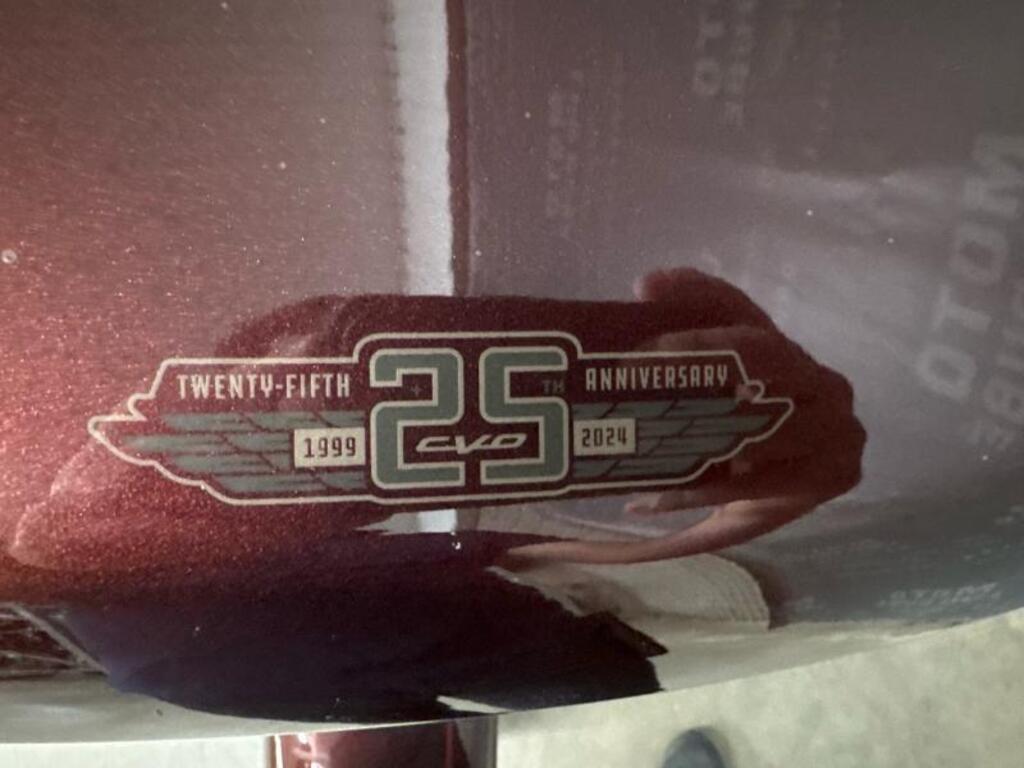 TWENTY-FIFTH 25TH ANNIVERSARY
1999 CVO 2024